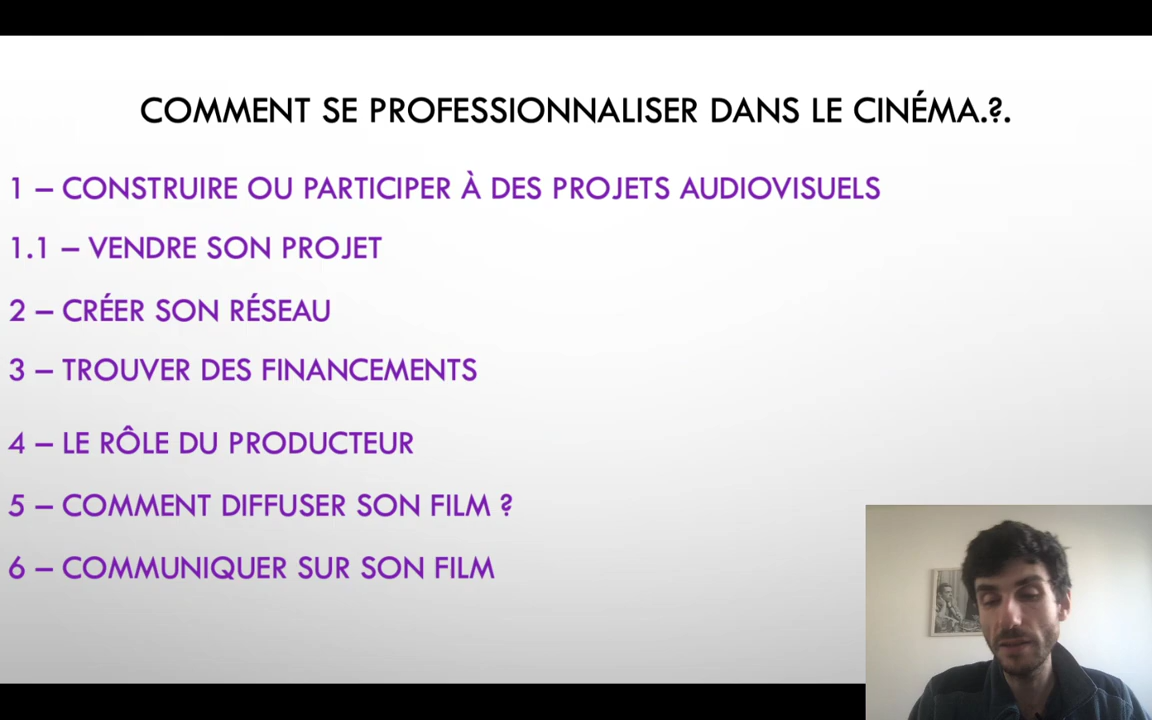 COMMENT SE PROFESSIONNALISER DANS LE CINÉMA.?.
1 – CONSTRUIRE OU PARTICIPER À DES PROJETS AUDIOVISUELS
1.1 – VENDRE SON PROJET
2 – CRÉER SON RÉSEAU
3 – TROUVER DES FINANCEMENTS
4 – LE RÔLE DU PRODUCTEUR
5 – COMMENT DIFFUSER SON FILM ?
6 – COMMUNIQUER SUR SON FILM